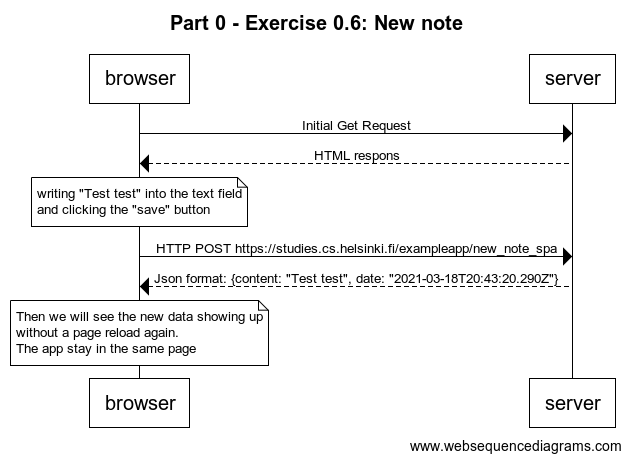 Part 0 - Exercise 0.6: New note
browser
server
Initial Get Request
HTML respons
writing "Test test" into the text field
and clicking the "save" button
HTTP POST https://studies.cs.helsinki.fi/exampleapp/new_note_spa
Json format: {content: "Test test", date: "2021-03-18T20:43:20.290Z"}
Then we will see the new data showing up
without a page reload again.
The app stay in the same page
browser
server
www.websequencediagrams.com